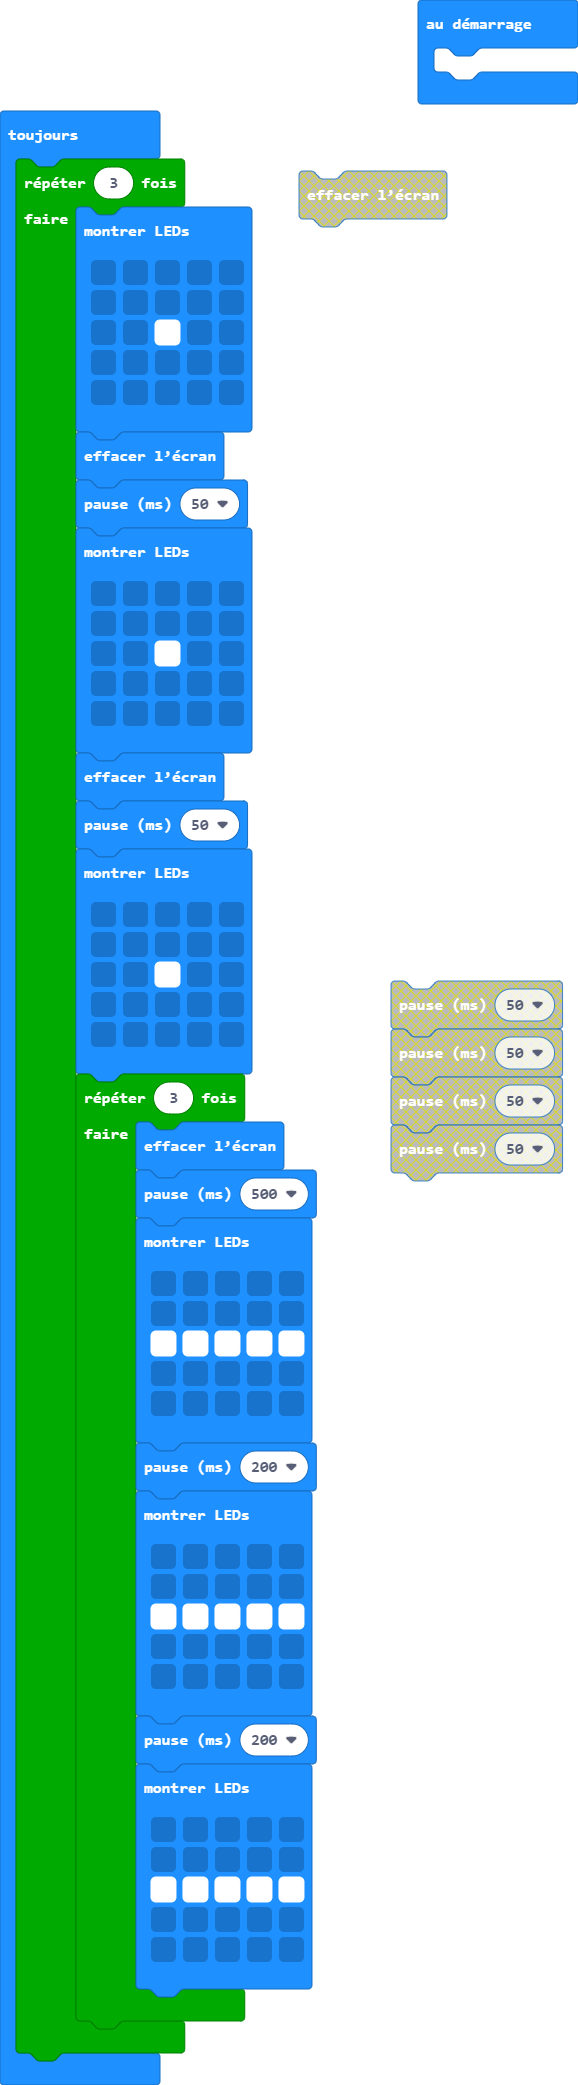 au démarrage
toujours
répéter 3 fois
effacer l’écran
faire
montrer LEDs
effacer l’écran
pause (ms) 50
montrer LEDs
effacer l’écran
pause (ms) 50
montrer LEDs
pause (ms) 50
pause (ms) 50
pause (ms) 50
pause (ms) 50
répéter 3 fois
faire
effacer l’écran
pause (ms) 500
montrer LEDs
pause (ms) 200
montrer LEDs
pause (ms) 200
montrer LEDs